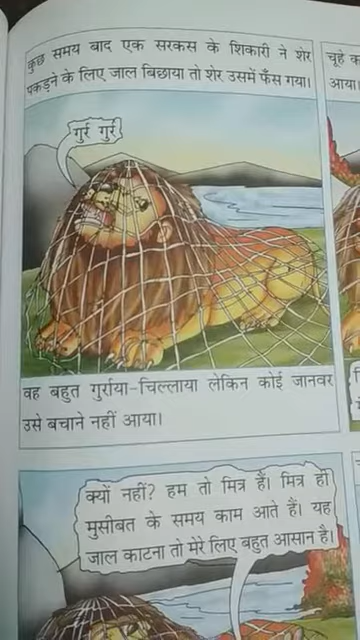 कुछ समय बाद एक सरकस के शिकारी ने शेर
पकड़ने के लिए जाल बिछाया तो शेर उसमें फँस गया।
चूहे क
आया।
गुर्र गुर्र
वह बहुत गुर्राया-चिल्लाया लेकिन कोई जानवर
उसे बचाने नहीं आया।
क्यों नहीं? हम तो मित्र हैं। मित्र ही
मुसीबत के समय काम आते हैं। यह
जाल काटना तो मेरे लिए बहुत आसान है।